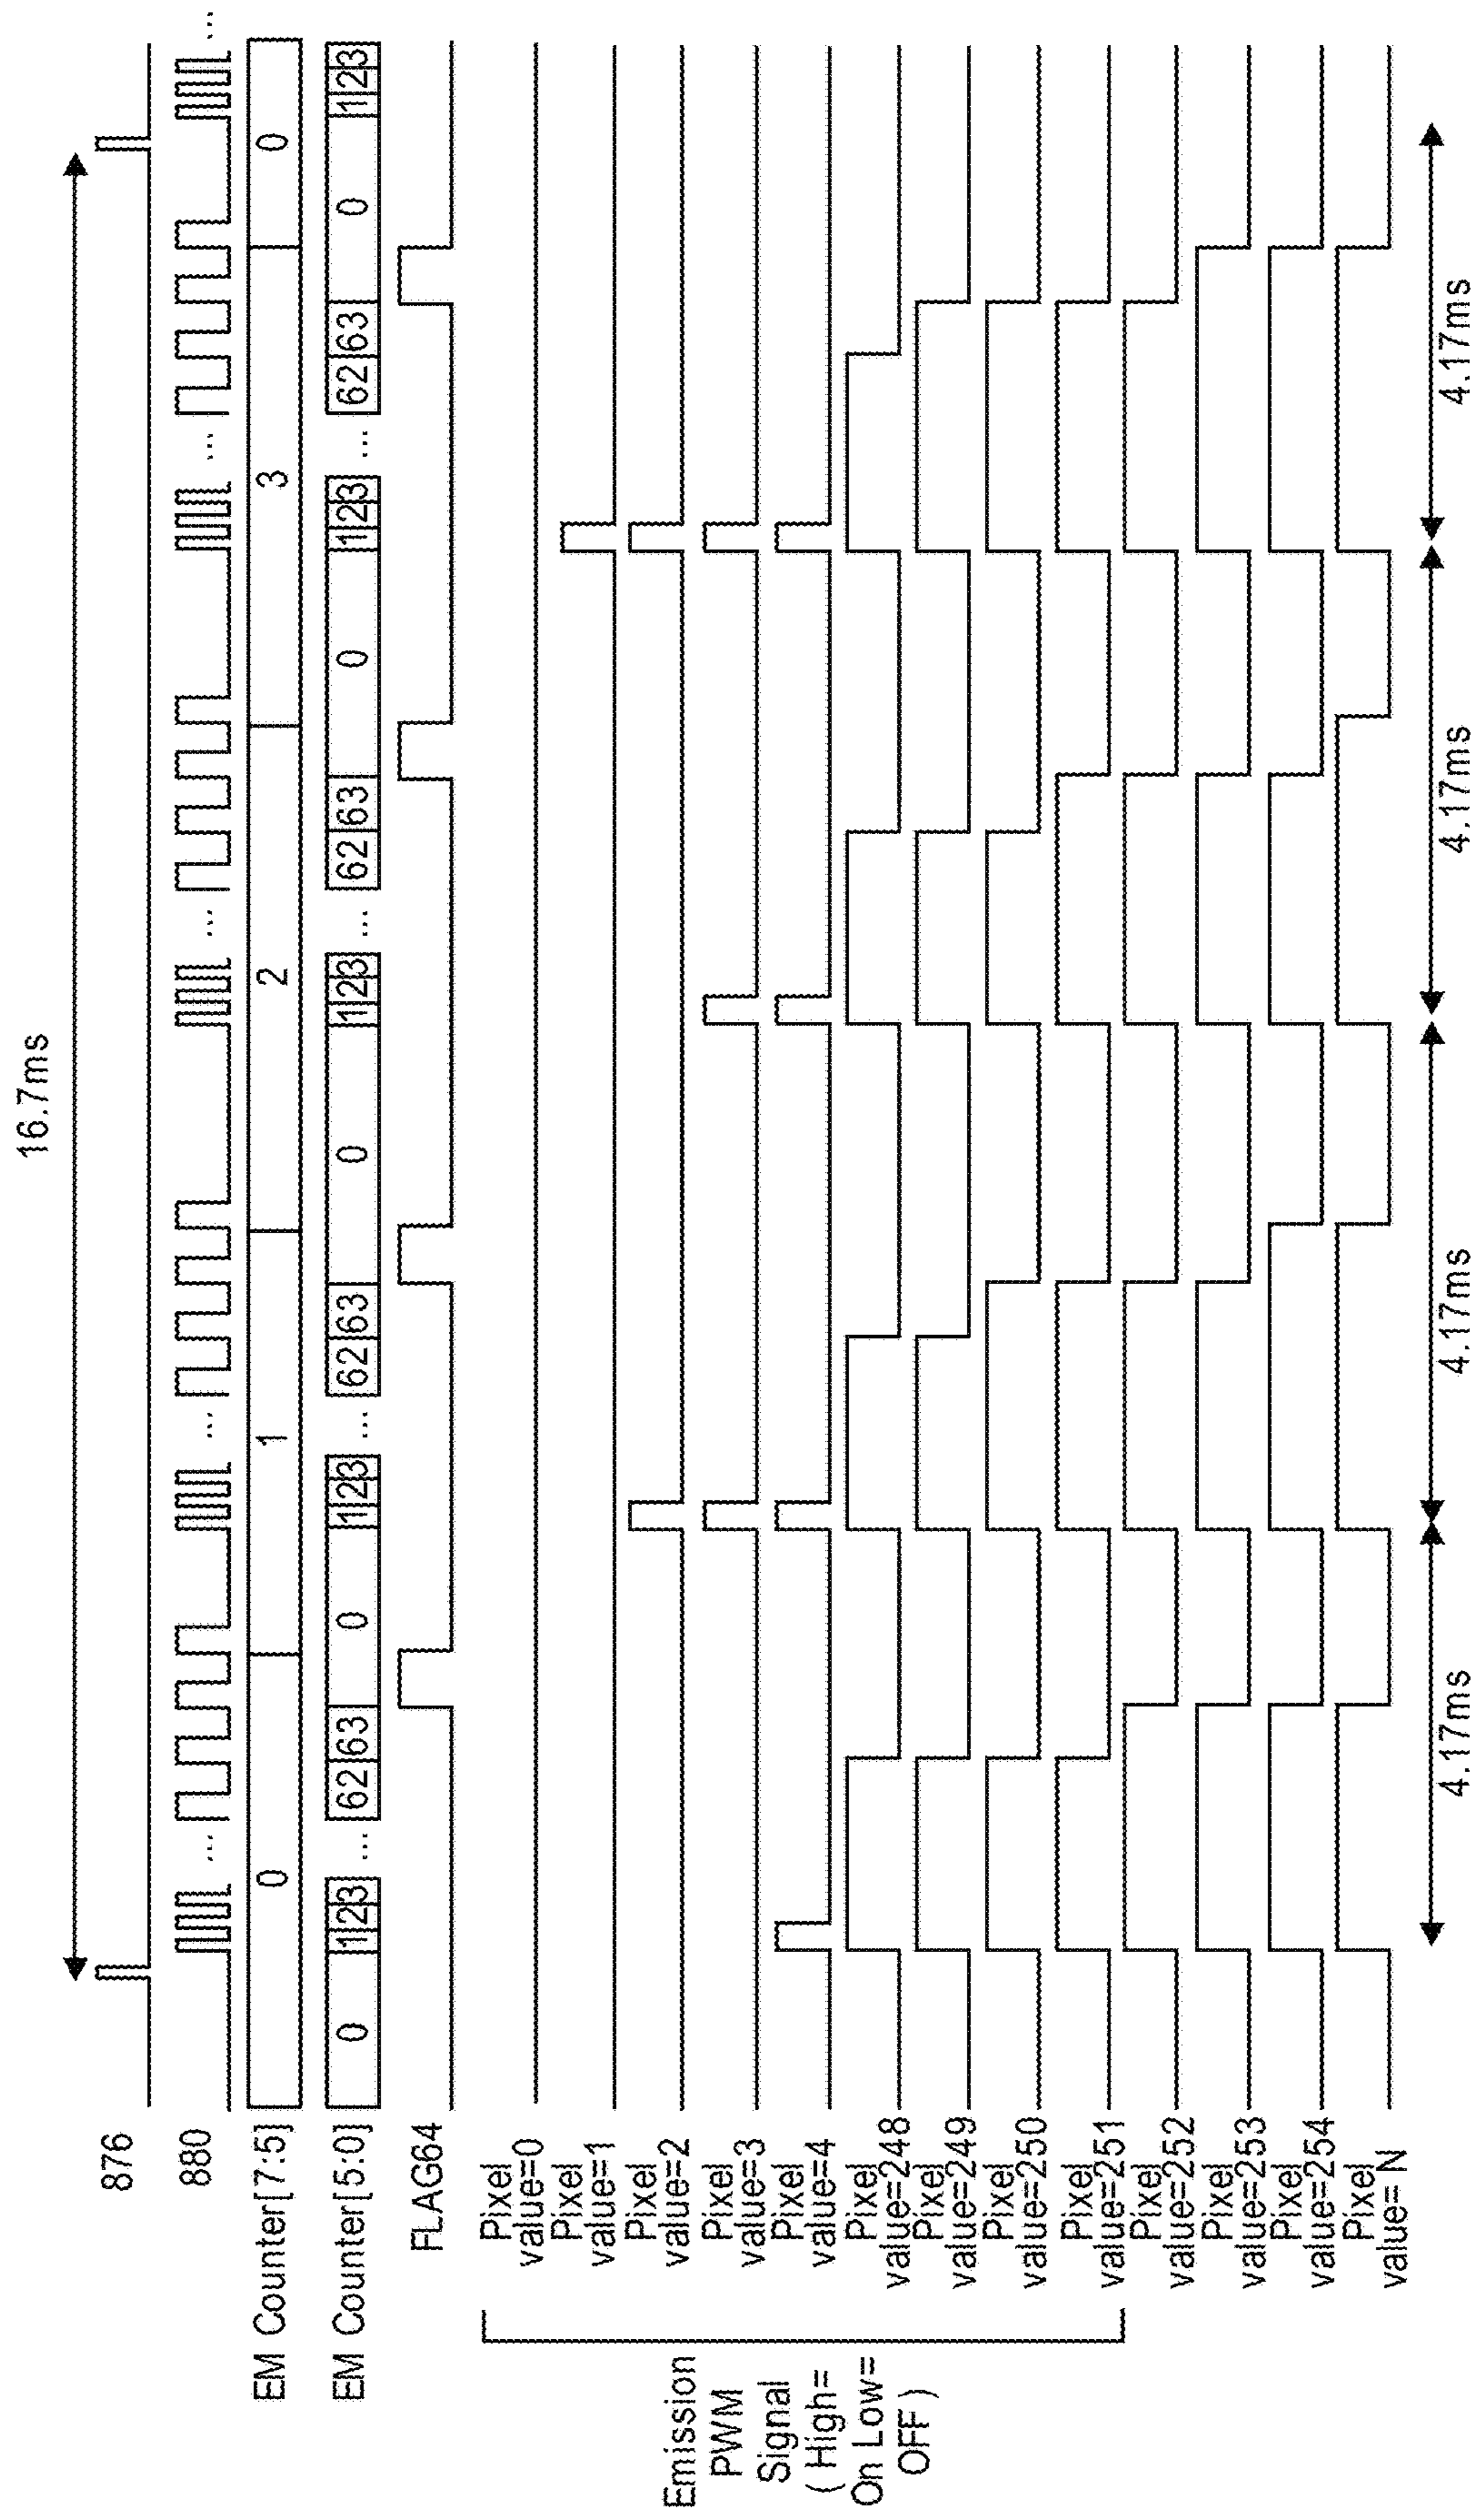 16.7ms
876
880 ... ... ... ... ...
EM Counter[7:5] 0 1 2 3 0
EM Counter[5:0] 0 1 2 3 ... 62 63 0 1 2 3 ... 62 63 0 1 2 3 ... 62 63 0 1 2 3 ... 62 63 0 1 2 3
FLAG64
Emission
PWM
Signal
( High=
On Low=
OFF )
Pixel
value=0
Pixel
value=1
Pixel
value=2
Pixel
value=3
Pixel
value=4
Pixel
value=248
Pixel
value=249
Pixel
value=250
Pixel
value=251
Pixel
value=252
Pixel
value=253
Pixel
value=254
Pixel
value= N
4.17ms 4.17ms 4.17ms 4.17ms